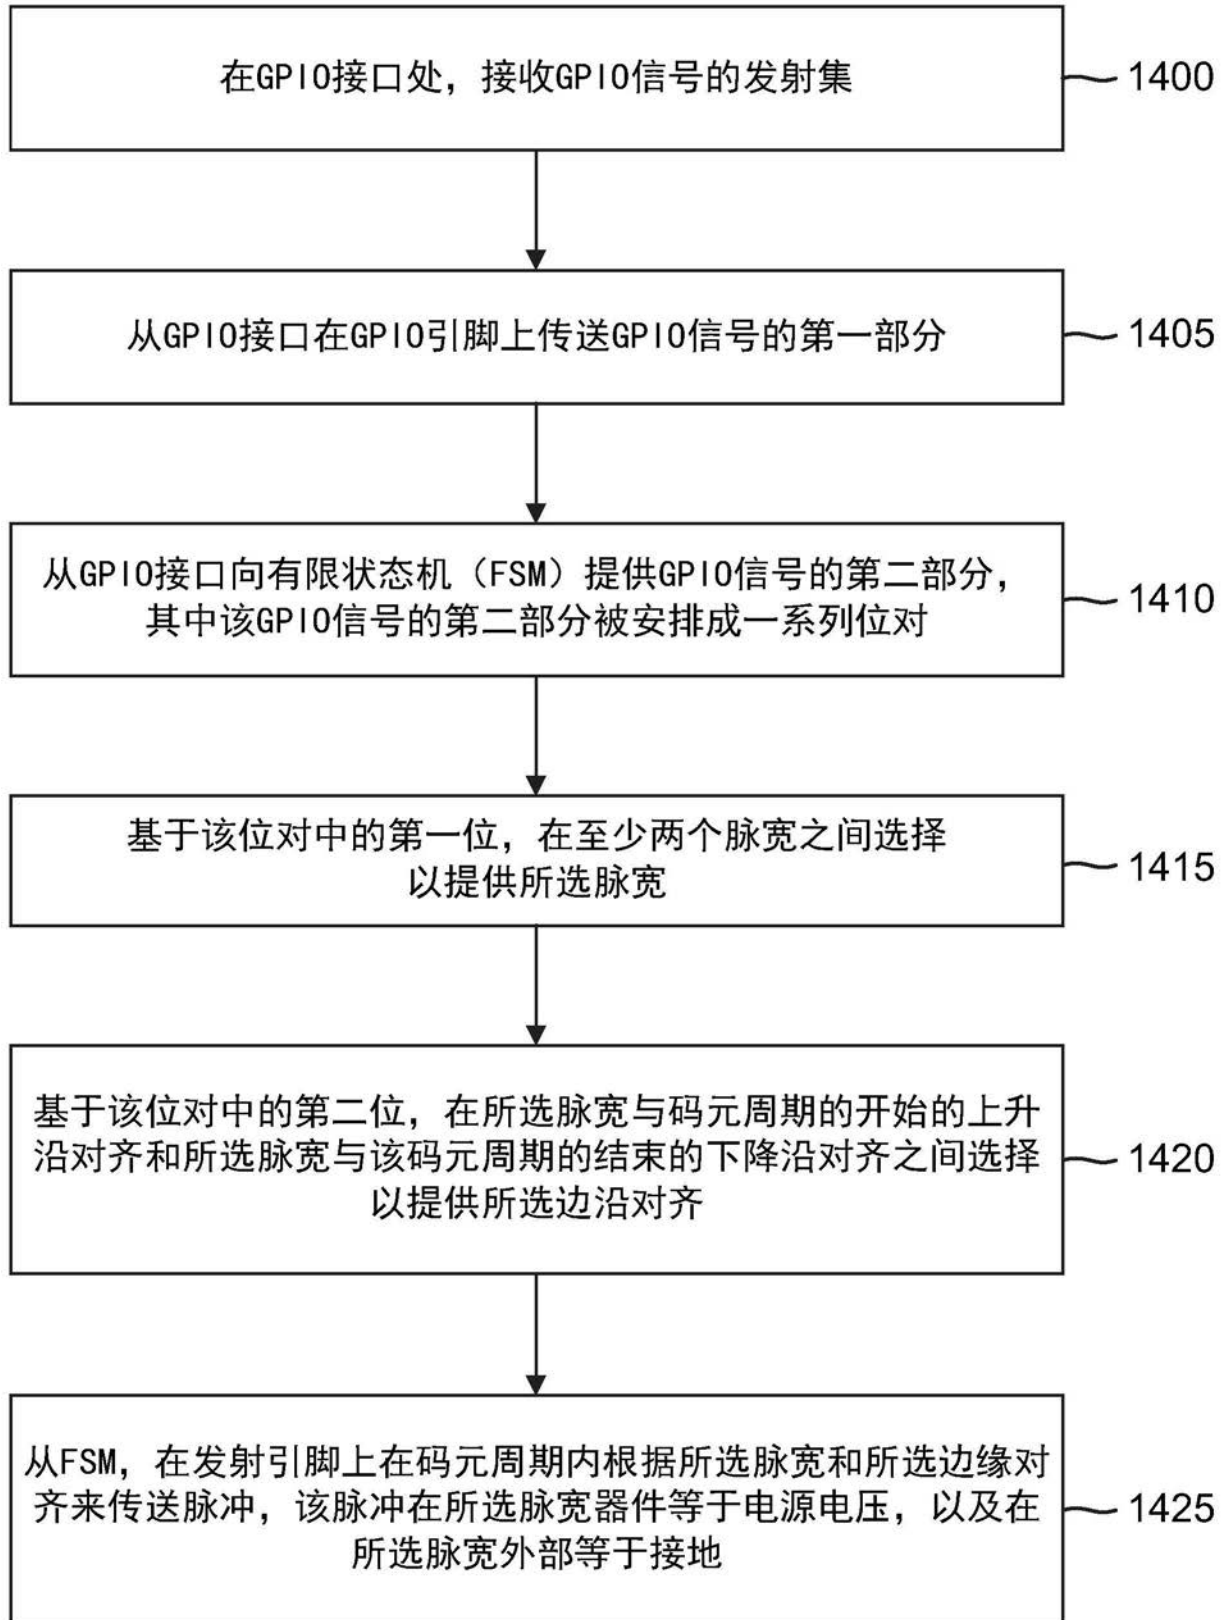 在GPIO接口处，接收GPIO信号的发射集
1400
从GPIO接口在GPIO引脚上传送GPIO信号的第一部分
1405
从GPIO接口向有限状态机（FSM）提供GPIO信号的第二部分，
其中该GPIO信号的第二部分被安排成一系列位对
1410
基于该位对中的第一位，在至少两个脉宽之间选择
以提供所选脉宽
1415
基于该位对中的第二位，在所选脉宽与码元周期的开始的上升
沿对齐和所选脉宽与该码元周期的结束的下降沿对齐之间选择
以提供所选边沿对齐
1420
从FSM，在发射引脚上在码元周期内根据所选脉宽和所选边缘对
齐来传送脉冲，该脉冲在所选脉宽器件等于电源电压，以及在
所选脉宽外部等于接地
1425